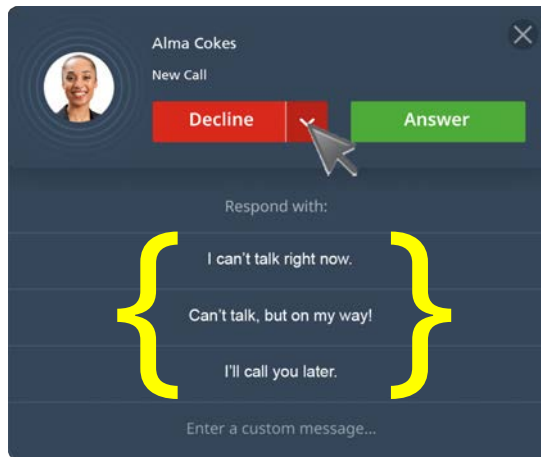 Alma Cokes
New Call
Decline
Answer
Respond with:
I can't talk right now.
Can't talk, but on my way!
I'll call you later.
Enter a custom message...